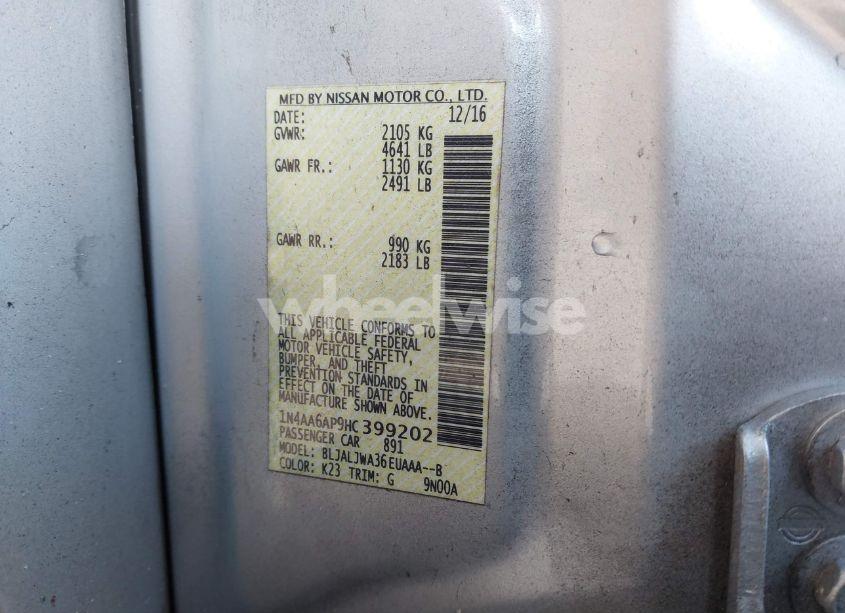 MFD BY NISSAN MOTOR CO., LTD.
DATE: 12/16
GVWR: 2105 KG
4641 LB
GAWR FR.: 1130 KG
2491 LB
GAWR RR.: 990 KG
2183 LB
wheelwise
THIS VEHICLE CONFORMS TO
ALL APPLICABLE FEDERAL
MOTOR VEHICLE SAFETY,
BUMPER, AND THEFT
PREVENTION STANDARDS IN
EFFECT ON THE DATE OF
MANUFACTURE SHOWN ABOVE.
1N4AA6AP9HC399202
PASSENGER CAR 891
MODEL: BLJALJWA36EUAAA--B
COLOR: K23 TRIM: G 9N00A